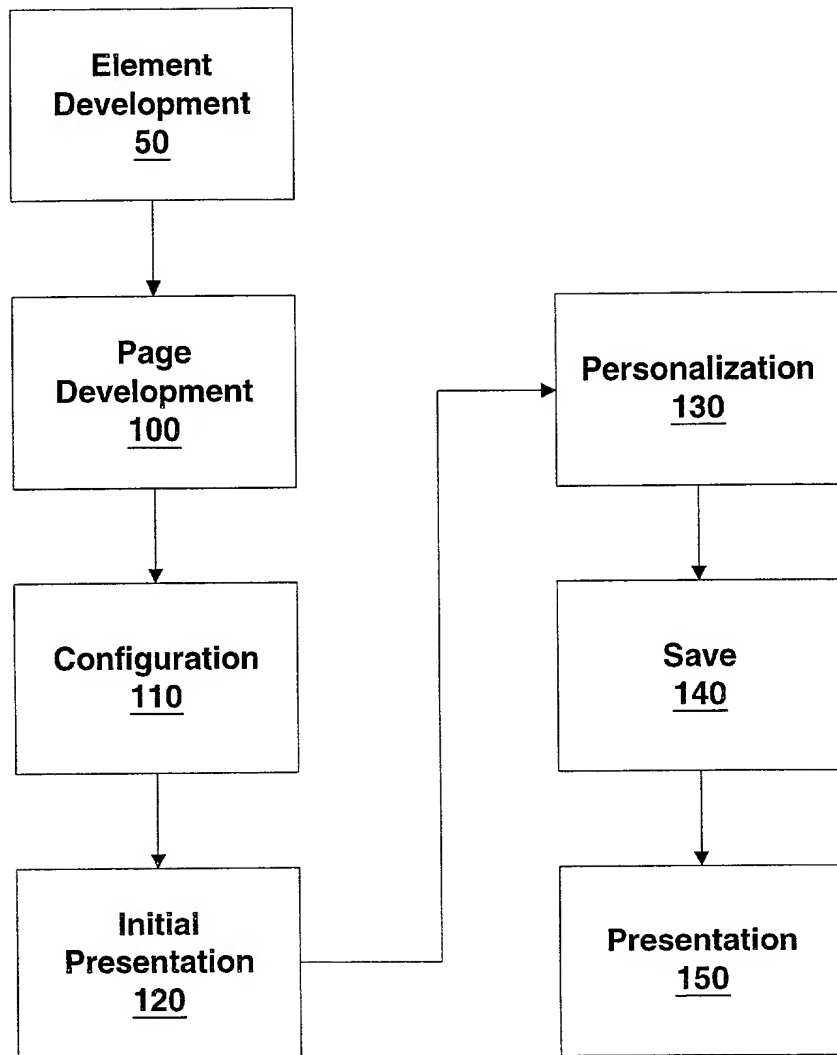 Element
Development
50
Page
Development
100
Configuration
110
Initial
Presentation
120
Personalization
130
Save
140
Presentation
150